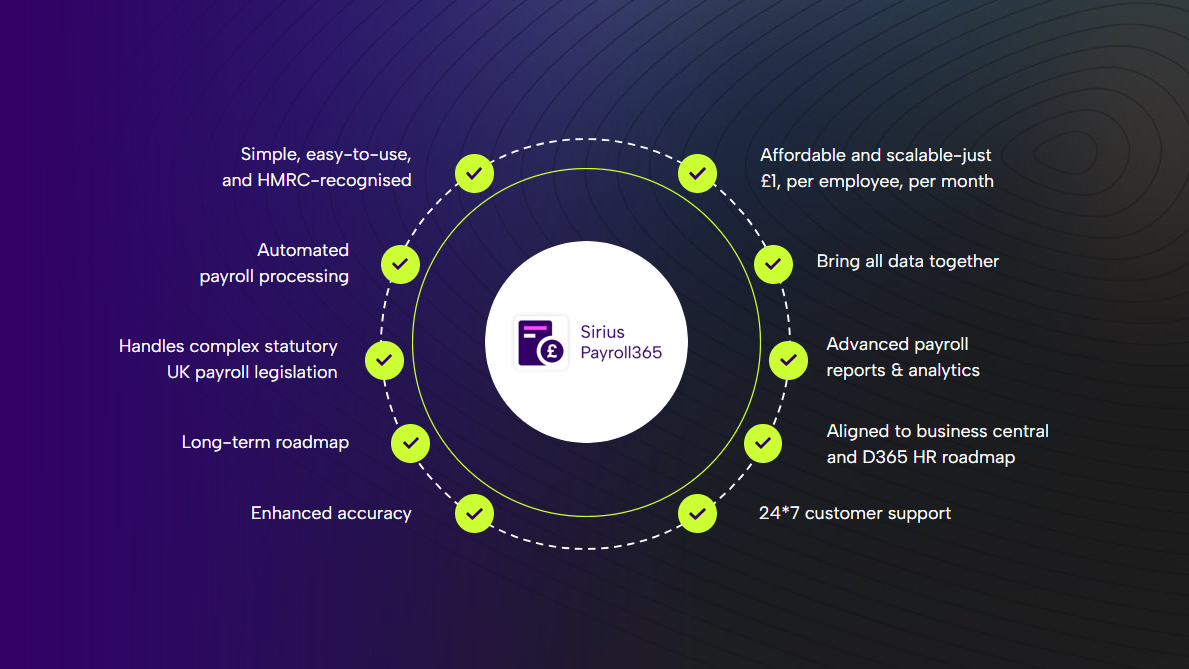 Simple, easy-to-use,
and HMRC-recognised
Automated
payroll processing
Handles complex statutory
UK payroll legislation
Long-term roadmap
Enhanced accuracy
£
Sirius
Payroll365
Affordable and scalable-just
£1, per employee, per month
Bring all data together
Advanced payroll
reports & analytics
Aligned to business central
and D365 HR roadmap
24*7 customer support